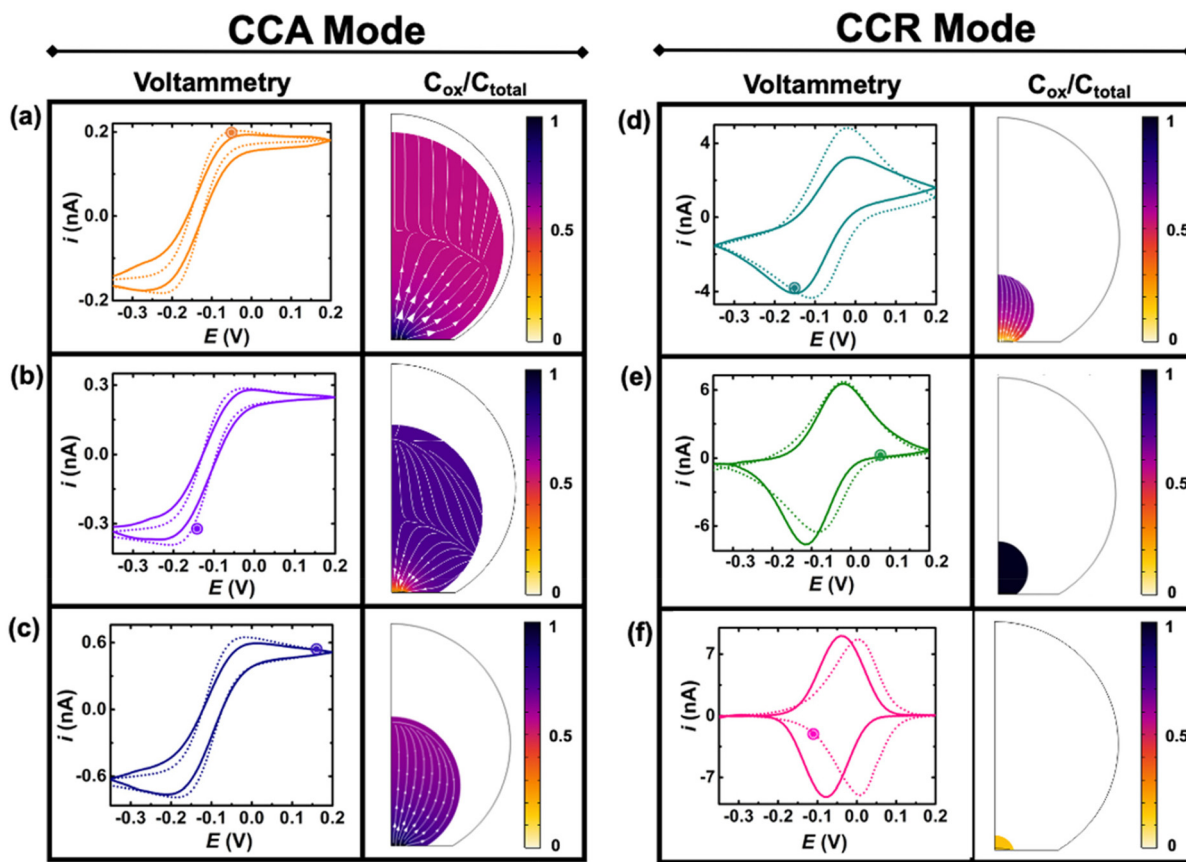 CCA Mode
CCR Mode
Voltammetry
C_ox/C_total
Voltammetry
C_ox/C_total
(a)
0.2
0.0
-0.2
i (nA)
-0.3 -0.2 -0.1 0.0 0.1 0.2
E (V)
1
0.5
0
(d)
4
0
-4
i (nA)
-0.3 -0.2 -0.1 0.0 0.1 0.2
E (V)
1
0.5
0
(b)
0.3
0.0
-0.3
i (nA)
-0.3 -0.2 -0.1 0.0 0.1 0.2
E (V)
1
0.5
0
(e)
6
0
-6
i (nA)
-0.3 -0.2 -0.1 0.0 0.1 0.2
E (V)
1
0.5
0
(c)
0.6
0.0
-0.6
i (nA)
-0.3 -0.2 -0.1 0.0 0.1 0.2
E (V)
1
0.5
0
(f)
7
0
-7
i (nA)
-0.3 -0.2 -0.1 0.0 0.1 0.2
E (V)
1
0.5
0